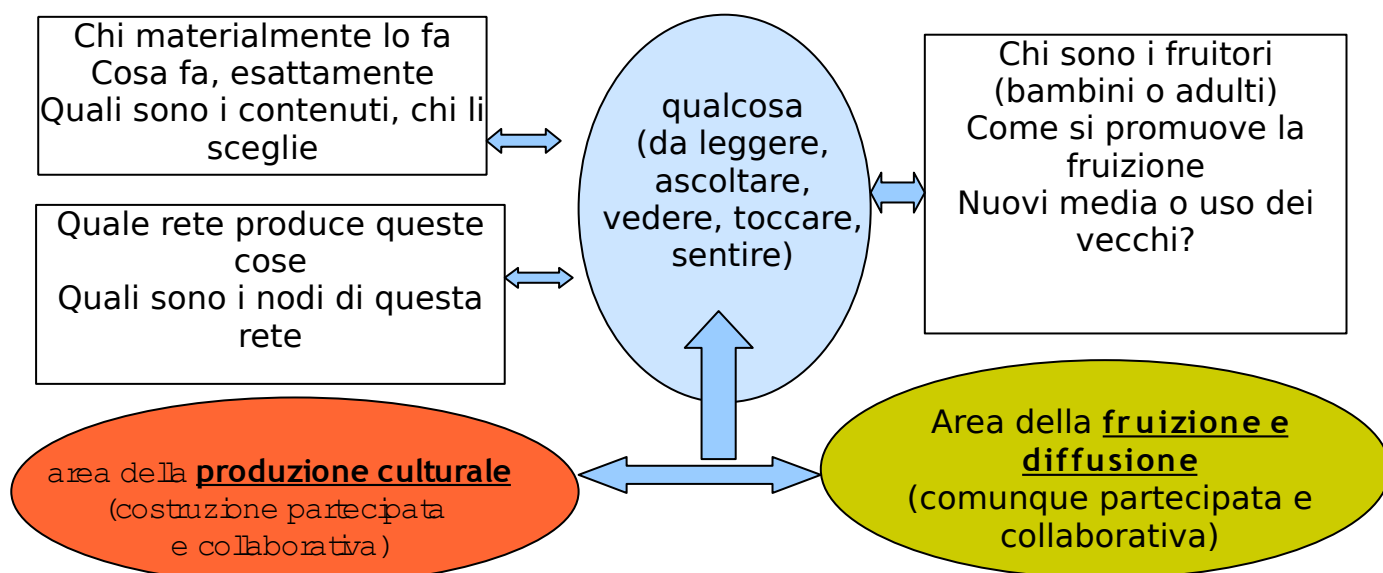 Chi materialmente lo fa
Cosa fa, esattamente
Quali sono i contenuti, chi li
sceglie
Quale rete produce queste
cose
Quali sono i nodi di questa
rete
qualcosa
(da leggere,
ascoltare,
vedere, toccare,
sentire)
Chi sono i fruitori
(bambini o adulti)
Come si promuove la
fruizione
Nuovi media o uso dei
vecchi?
area della produzione culturale
(costruzione partecipata
e collaborativa)
Area della fruizione e
diffusione
(comunque partecipata e
collaborativa)